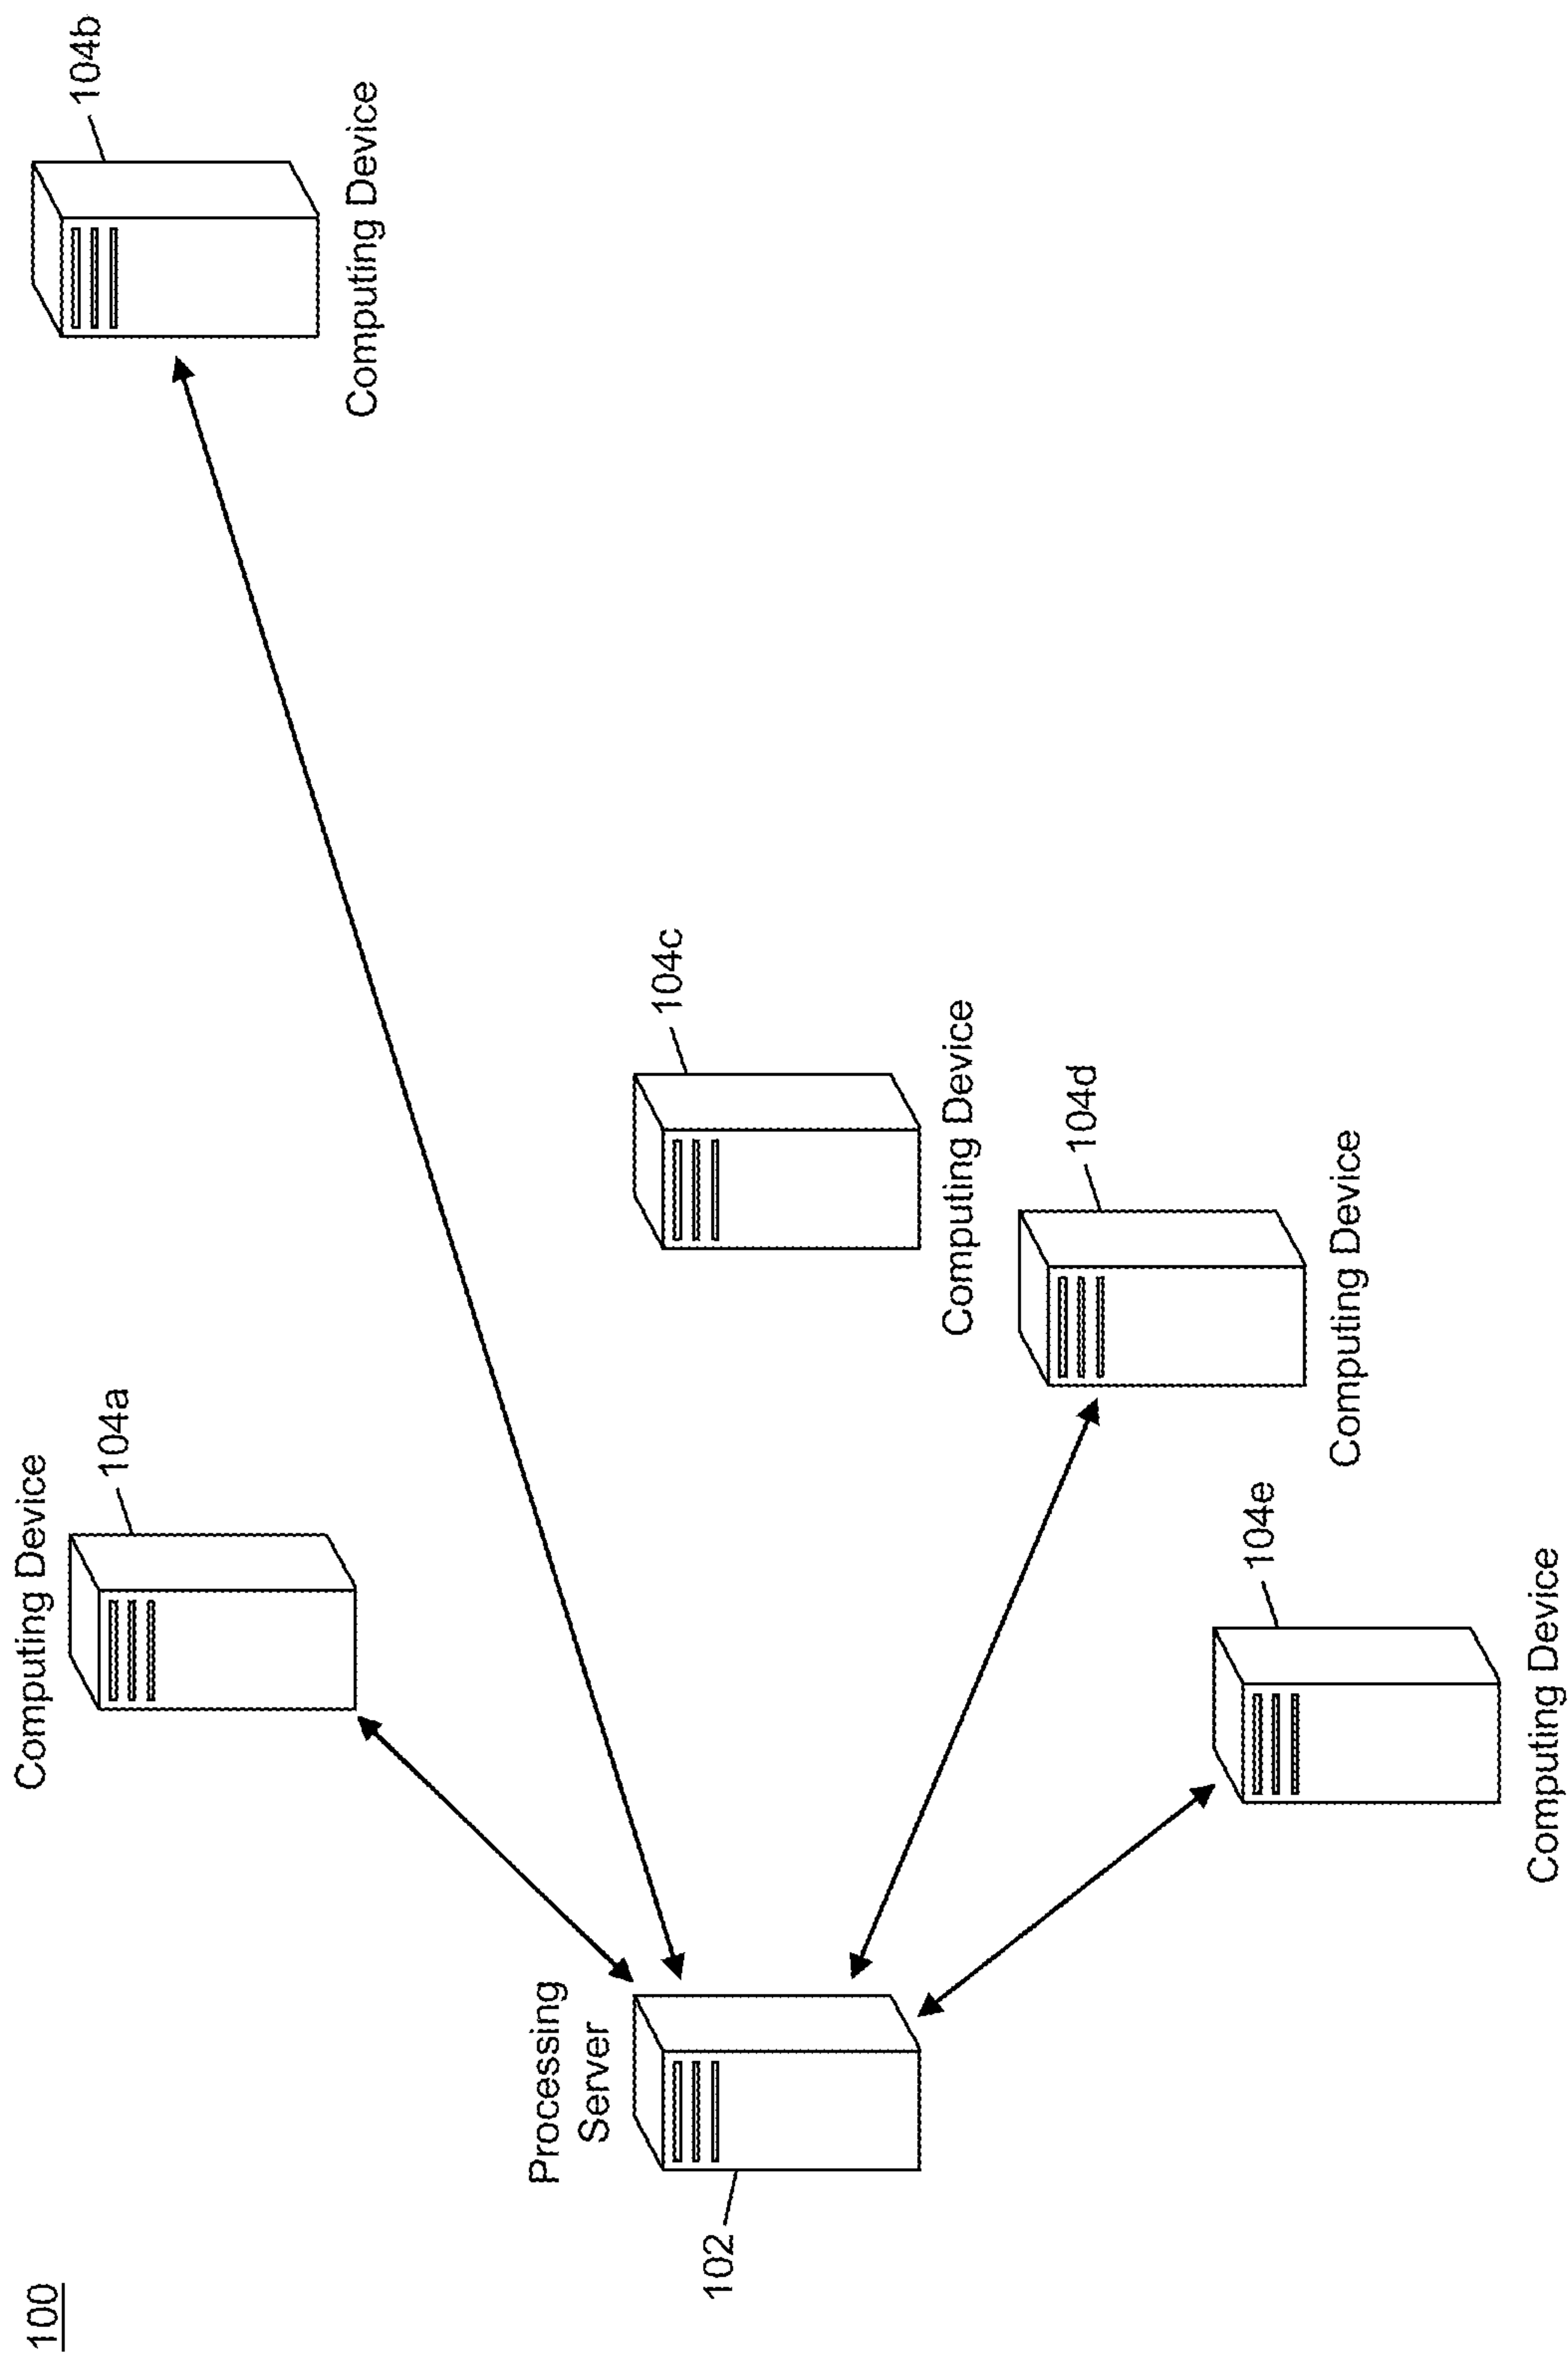 100
Processing
Server
102
Computing Device
104a
104b
Computing Device
104c
Computing Device
104d
Computing Device
104e
Computing Device